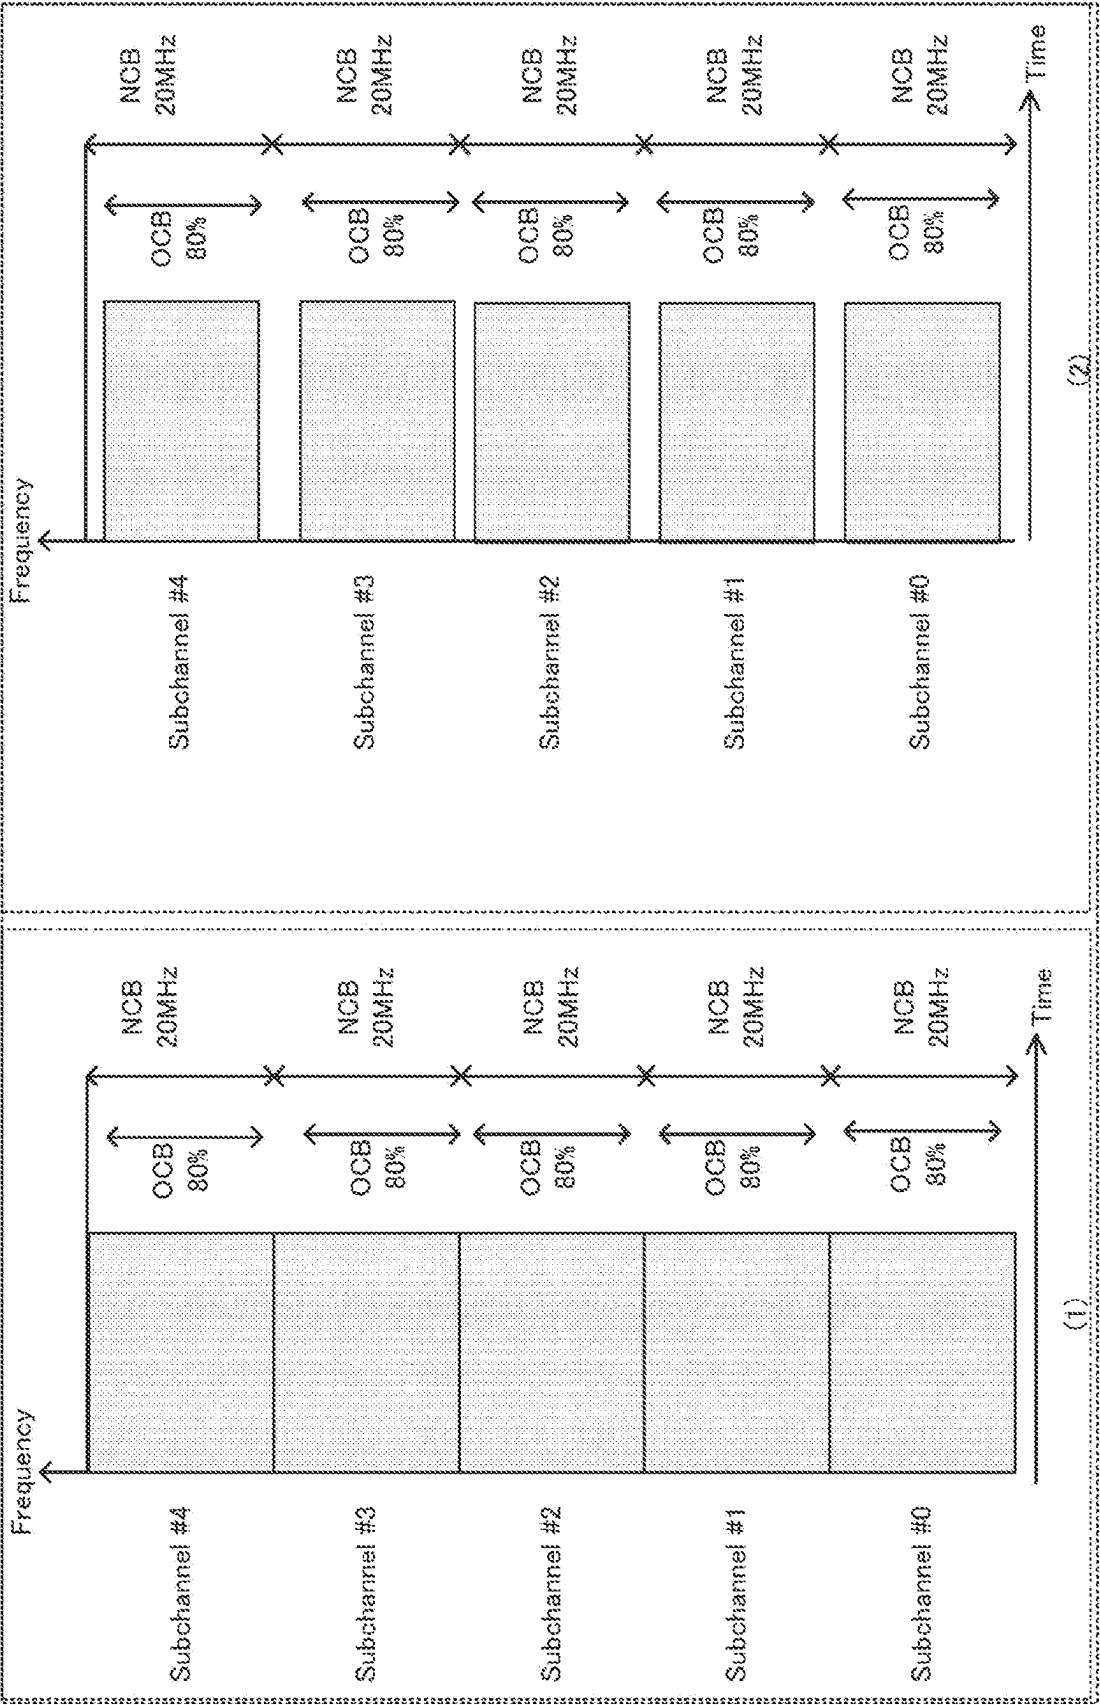 Frequency
Subchannel #4
OCB
80%
NCB
20MHz
Subchannel #3
OCB
80%
NCB
20MHz
Subchannel #2
OCB
80%
NCB
20MHz
Subchannel #1
OCB
80%
NCB
20MHz
Subchannel #0
OCB
80%
NCB
20MHz
Time
(1)
Frequency
Subchannel #4
OCB
80%
NCB
20MHz
Subchannel #3
OCB
80%
NCB
20MHz
Subchannel #2
OCB
80%
NCB
20MHz
Subchannel #1
OCB
80%
NCB
20MHz
Subchannel #0
OCB
80%
NCB
20MHz
Time
(2)